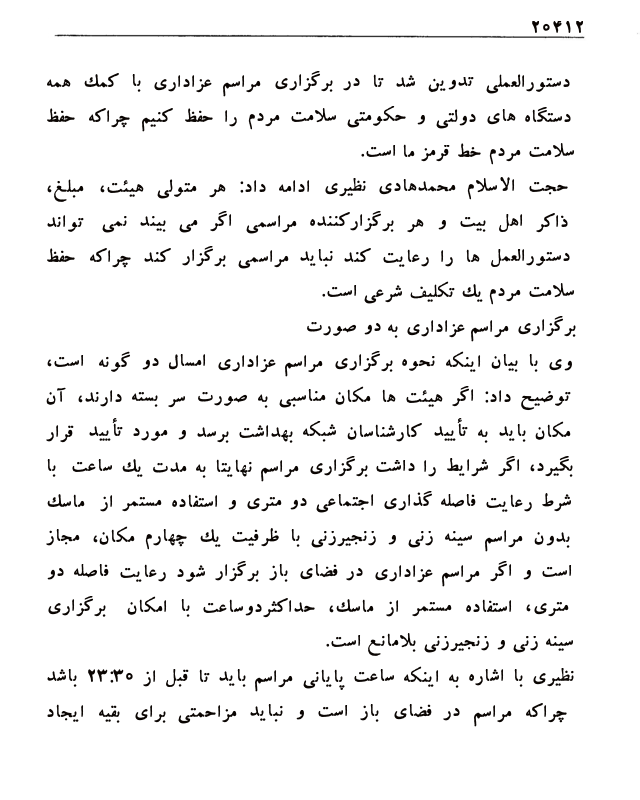 ۲۰۴۱۲
دستورالعملی تدوین شد تا در برگزاری مراسم عزاداری با کمك همه
دستگاه های دولتی و حکومتی سلامت مردم را حفظ کنیم چراکه حفظ
سلامت مردم خط قرمز ما است.
حجت الاسلام محمدهادی نظیری ادامه داد: هر متولی هیئت، مبلغ،
ذاکر اهل بیت و هر برگزارکننده مراسمی اگر می بیند نمی تواند
دستورالعمل ها را رعایت کند نباید مراسمی برگزار کند چراکه حفظ
سلامت مردم یك تکلیف شرعی است.
برگزاری مراسم عزاداری به دو صورت
وی با بیان اینکه نحوه برگزاری مراسم عزاداری امسال دو گونه است،
توضیح داد: اگر هیئت ها مکان مناسبی به صورت سر بسته دارند، آن
مکان باید به تأیید کارشناسان شبکه بهداشت برسد و مورد تأیید قرار
بگیرد، اگر شرایط را داشت برگزاری مراسم نهایتا به مدت یك ساعت با
شرط رعایت فاصله گذاری اجتماعی دو متری و استفاده مستمر از ماسك
بدون مراسم سینه زنی و زنجیرزنی با ظرفیت یك چهارم مکان، مجاز
است و اگر مراسم عزاداری در فضای باز برگزار شود رعایت فاصله دو
متری، استفاده مستمر از ماسك، حداکثردوساعت با امکان برگزاری
سینه زنی و زنجیرزنی بلامانع است.
نظیری با اشاره به اینکه ساعت پایانی مراسم باید تا قبل از ۲۳:۳۰ باشد
چراکه مراسم در فضای باز است و نباید مزاحمتی برای بقیه ایجاد